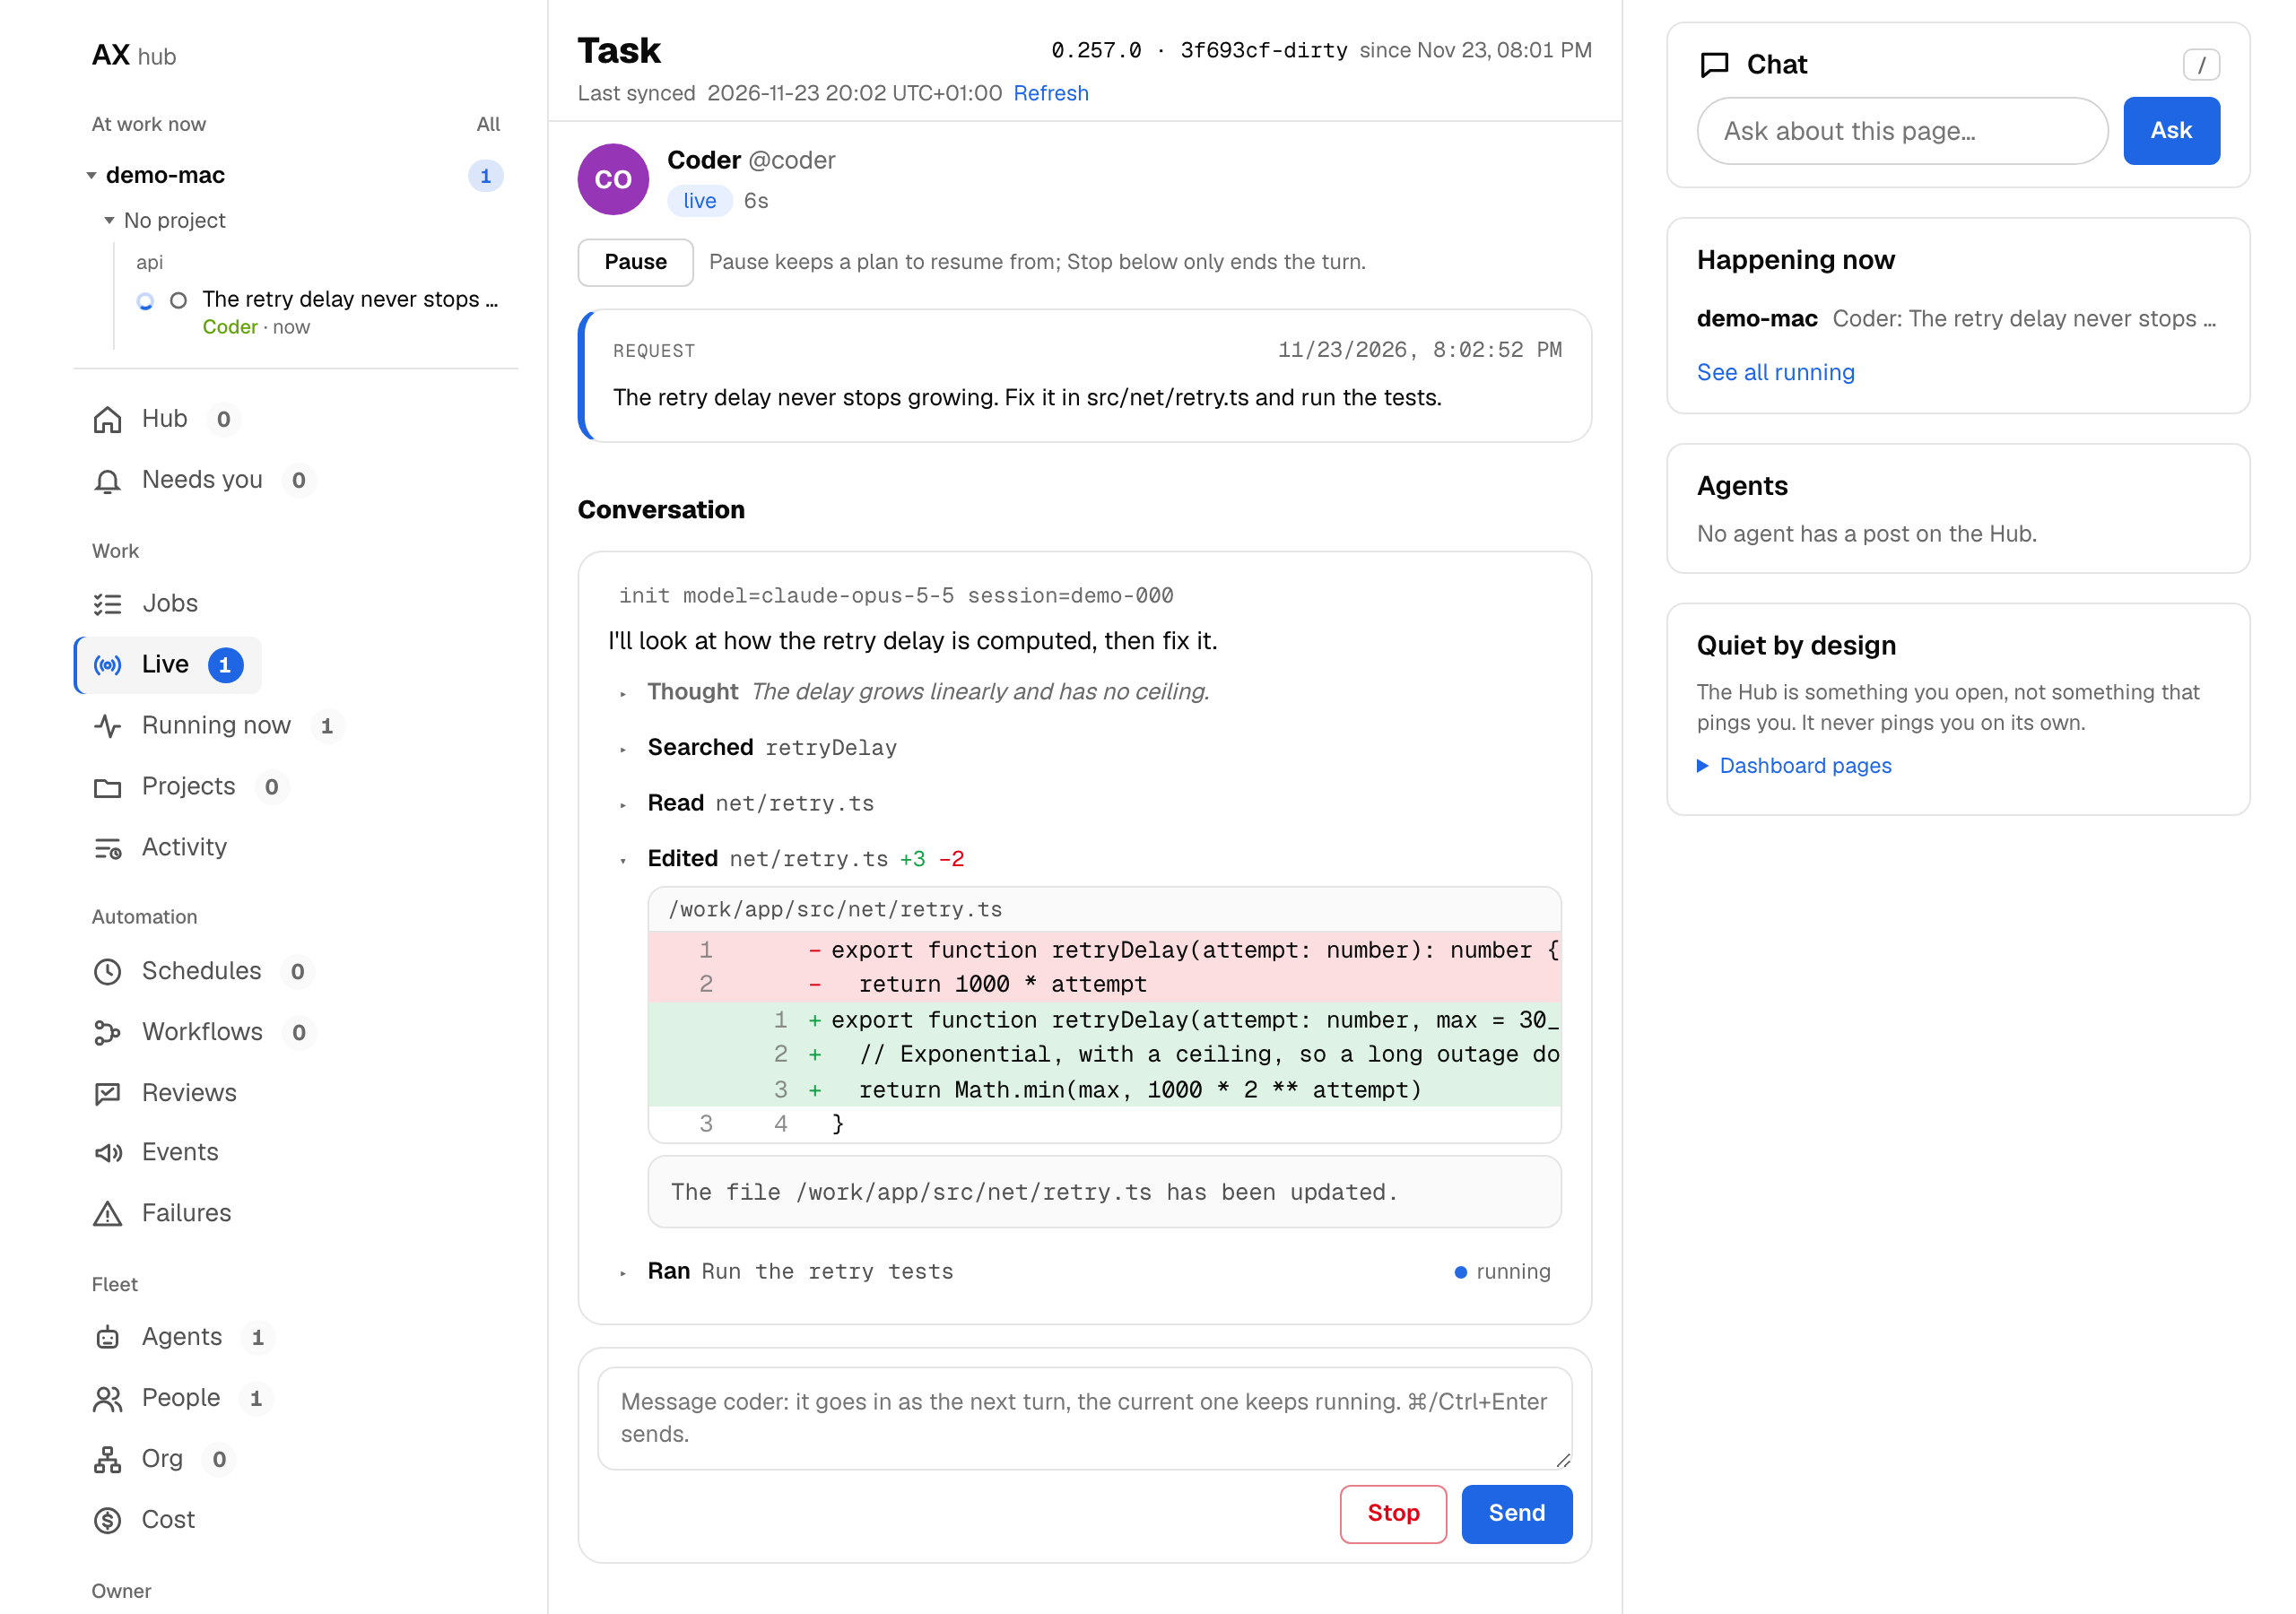 AX hub
At work now
All
demo-mac
1
No project
api
The retry delay never stops ...
Coder · now
Hub 0
Needs you 0
Work
Jobs
Live 1
Running now 1
Projects 0
Activity
Automation
Schedules 0
Workflows 0
Reviews
Events
Failures
Fleet
Agents 1
People 1
Org 0
Cost
Owner
Task
0.257.0 · 3f693cf-dirty since Nov 23, 08:01 PM
Last synced 2026-11-23 20:02 UTC+01:00 Refresh
CO
Coder @coder
live 6s
Pause
Pause keeps a plan to resume from; Stop below only ends the turn.
REQUEST
11/23/2026, 8:02:52 PM
The retry delay never stops growing. Fix it in src/net/retry.ts and run the tests.
Conversation
init model=claude-opus-5-5 session=demo-000
I'll look at how the retry delay is computed, then fix it.
Thought The delay grows linearly and has no ceiling.
Searched retryDelay
Read net/retry.ts
Edited net/retry.ts +3 −2
/work/app/src/net/retry.ts
1 − export function retryDelay(attempt: number): number {
2 − return 1000 * attempt
1 + export function retryDelay(attempt: number, max = 30_
2 + // Exponential, with a ceiling, so a long outage do
3 + return Math.min(max, 1000 * 2 ** attempt)
3 4 }
The file /work/app/src/net/retry.ts has been updated.
Ran Run the retry tests
running
Message coder: it goes in as the next turn, the current one keeps running. ⌘/Ctrl+Enter
sends.
Stop
Send
Chat
/
Ask about this page...
Ask
Happening now
demo-mac Coder: The retry delay never stops ...
See all running
Agents
No agent has a post on the Hub.
Quiet by design
The Hub is something you open, not something that
pings you. It never pings you on its own.
Dashboard pages